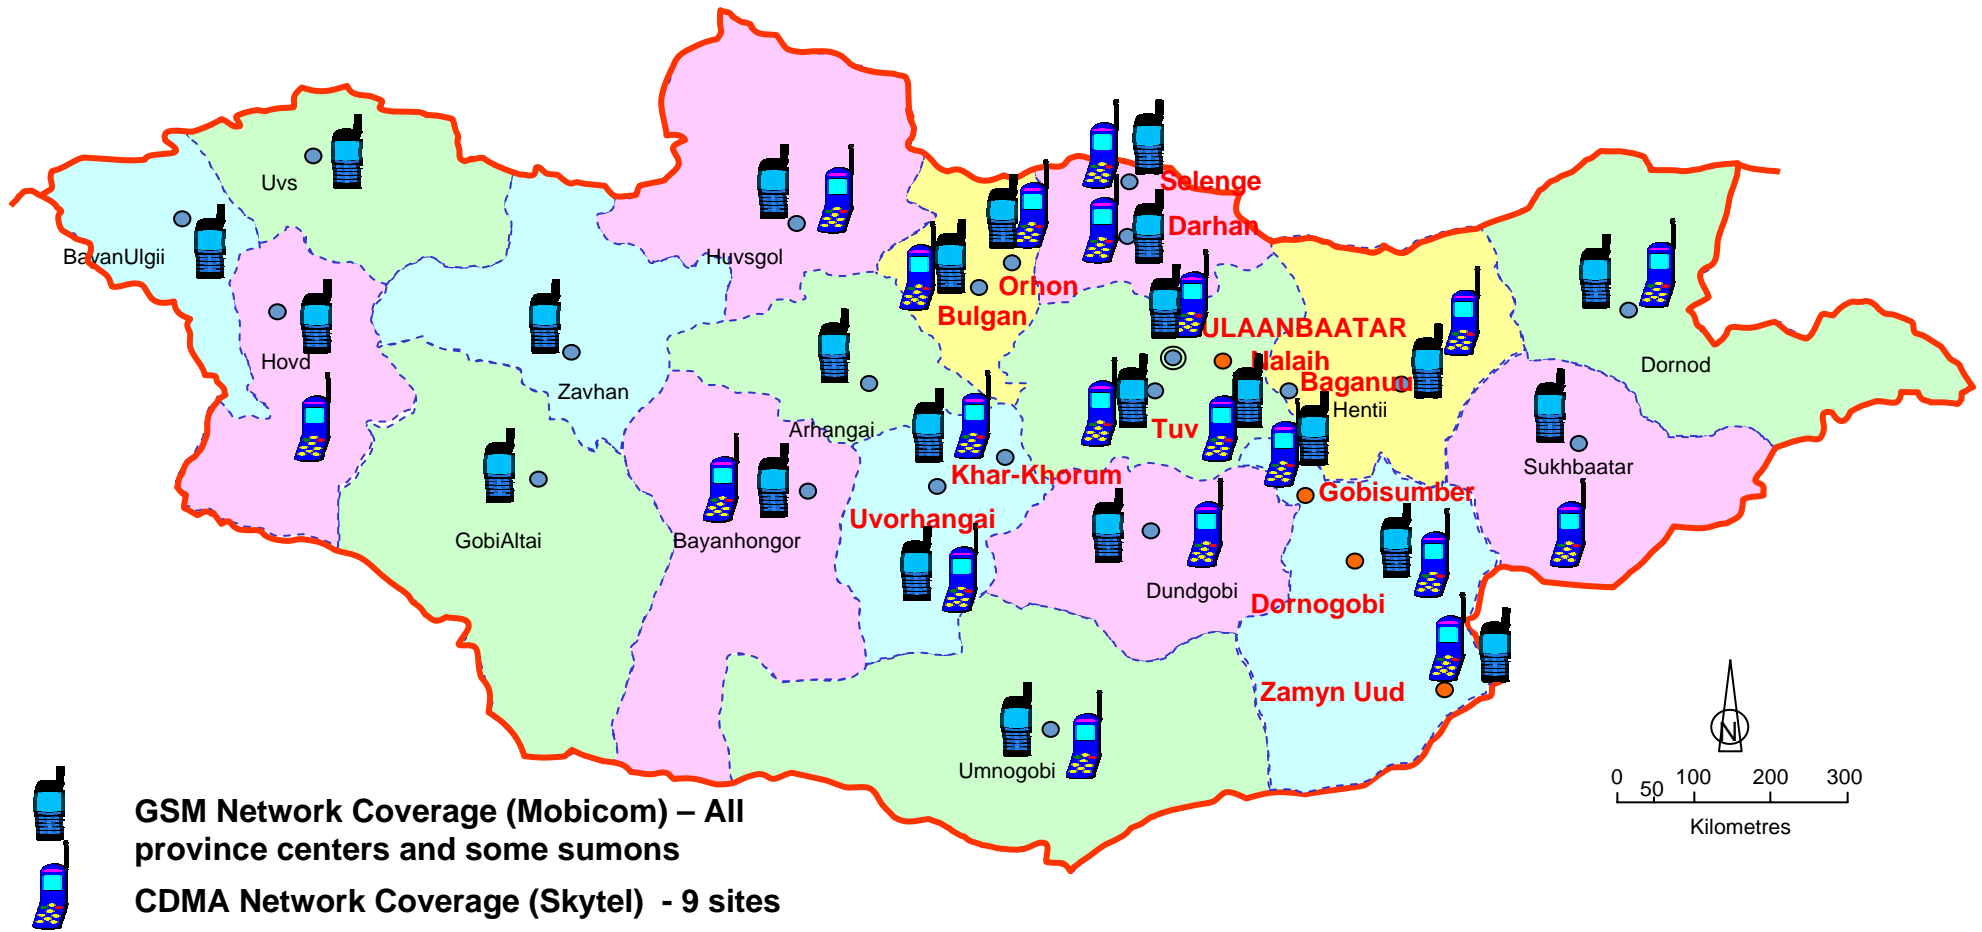 Selenge
Uvs
Darhan
BayanUlgii
Huvsgol
Orhon
Bulgan
ULAANBAATAR
Hovd
Nalaih
Dornod
Baganuu
Zavhan
Hentii
Arhangai
Tuv
Sukhbaatar
Khar-Khorum
Gobisumber
Uvorhangai
GobiAltai
Bayanhongor
Dundgobi
Dornogobi
Zamyn Uud
Umnogobi
N
0 50 100 200 300
Kilometres
GSM Network Coverage (Mobicom) – All
province centers and some sumons
CDMA Network Coverage (Skytel) - 9 sites